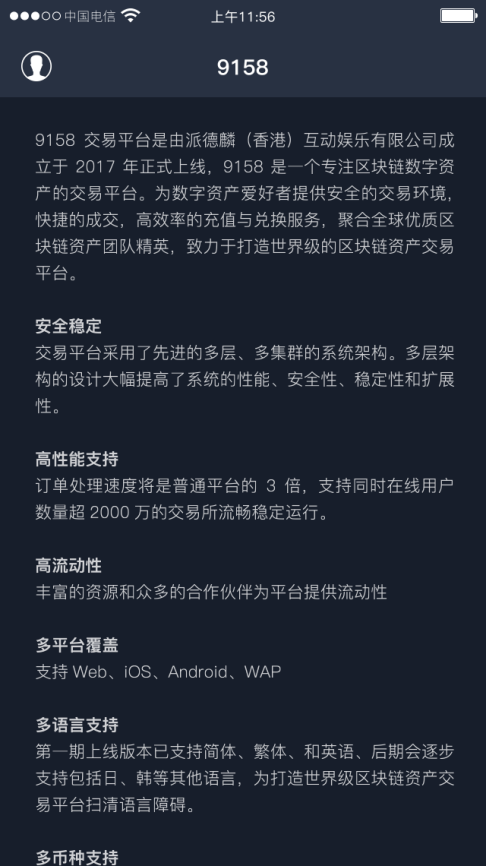 中国电信
上午11:56
9158
9158 交易平台是由派德麟（香港）互动娱乐有限公司成
立于 2017 年正式上线，9158 是一个专注区块链数字资
产的交易平台。为数字资产爱好者提供安全的交易环境，
快捷的成交，高效率的充值与兑换服务，聚合全球优质区
块链资产团队精英，致力于打造世界级的区块链资产交易
平台。
安全稳定
交易平台采用了先进的多层、多集群的系统架构。多层架
构的设计大幅提高了系统的性能、安全性、稳定性和扩展
性。
高性能支持
订单处理速度将是普通平台的 3 倍，支持同时在线用户
数量超 2000 万的交易所流畅稳定运行。
高流动性
丰富的资源和众多的合作伙伴为平台提供流动性
多平台覆盖
支持 Web、iOS、Android、WAP
多语言支持
第一期上线版本已支持简体、繁体、和英语、后期会逐步
支持包括日、韩等其他语言，为打造世界级区块链资产交
易平台扫清语言障碍。
多币种支持